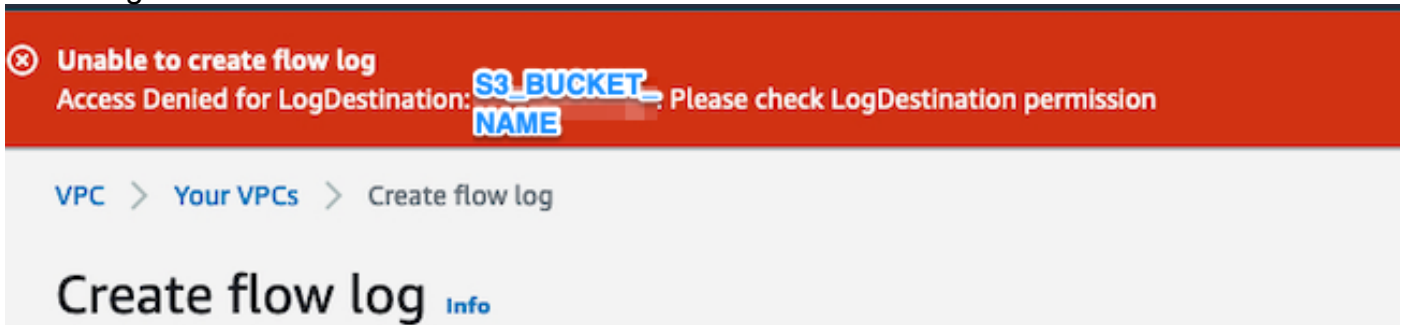 Unable to create flow log
Access Denied for LogDestination: S3_BUCKET_NAME. Please check LogDestination permission
VPC > Your VPCs > Create flow log
Create flow log Info